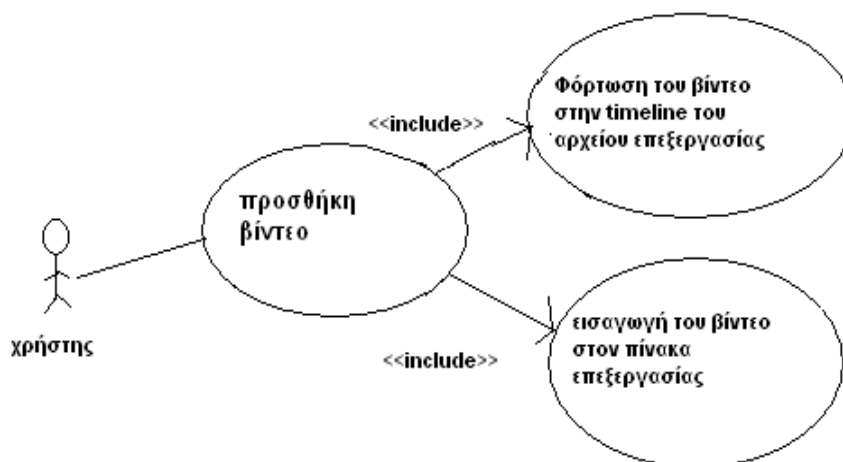 Φόρτωση του βίντεο
στην timeline του
αρχείου επεξεργασίας
<<include>>
προσθήκη
βίντεο
χρήστης
<<include>>
εισαγωγή του βίντεο
στον πίνακα
επεξεργασίας